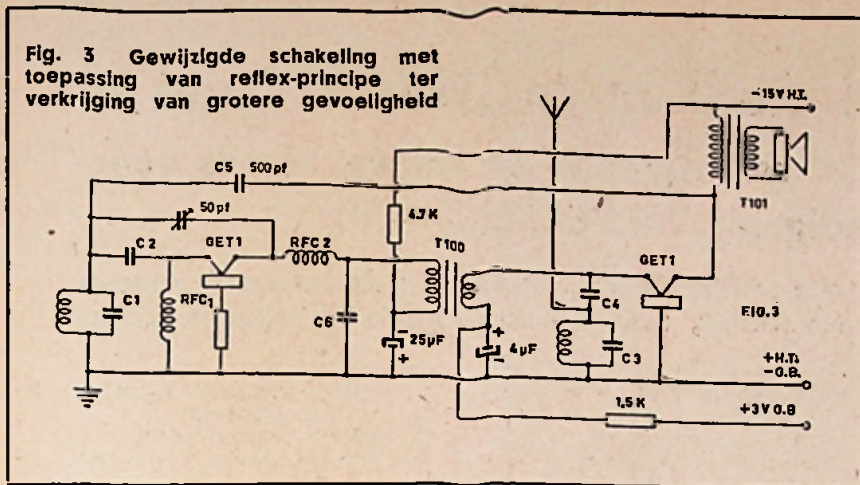 Fig. 3 Gewijzigde schakeling met
toepassing van reflex-principe ter
verkrijging van grotere gevoeligheid
-15V H.T.
C5 500pf
50pf
4.7K
T101
C2
GET1
RFC2
T100
GET1
C1
RFC1
C6
25µF
4µF
C4
C3
FIG.3
+H.T.
-G.B.
1.5K
+3V G.B